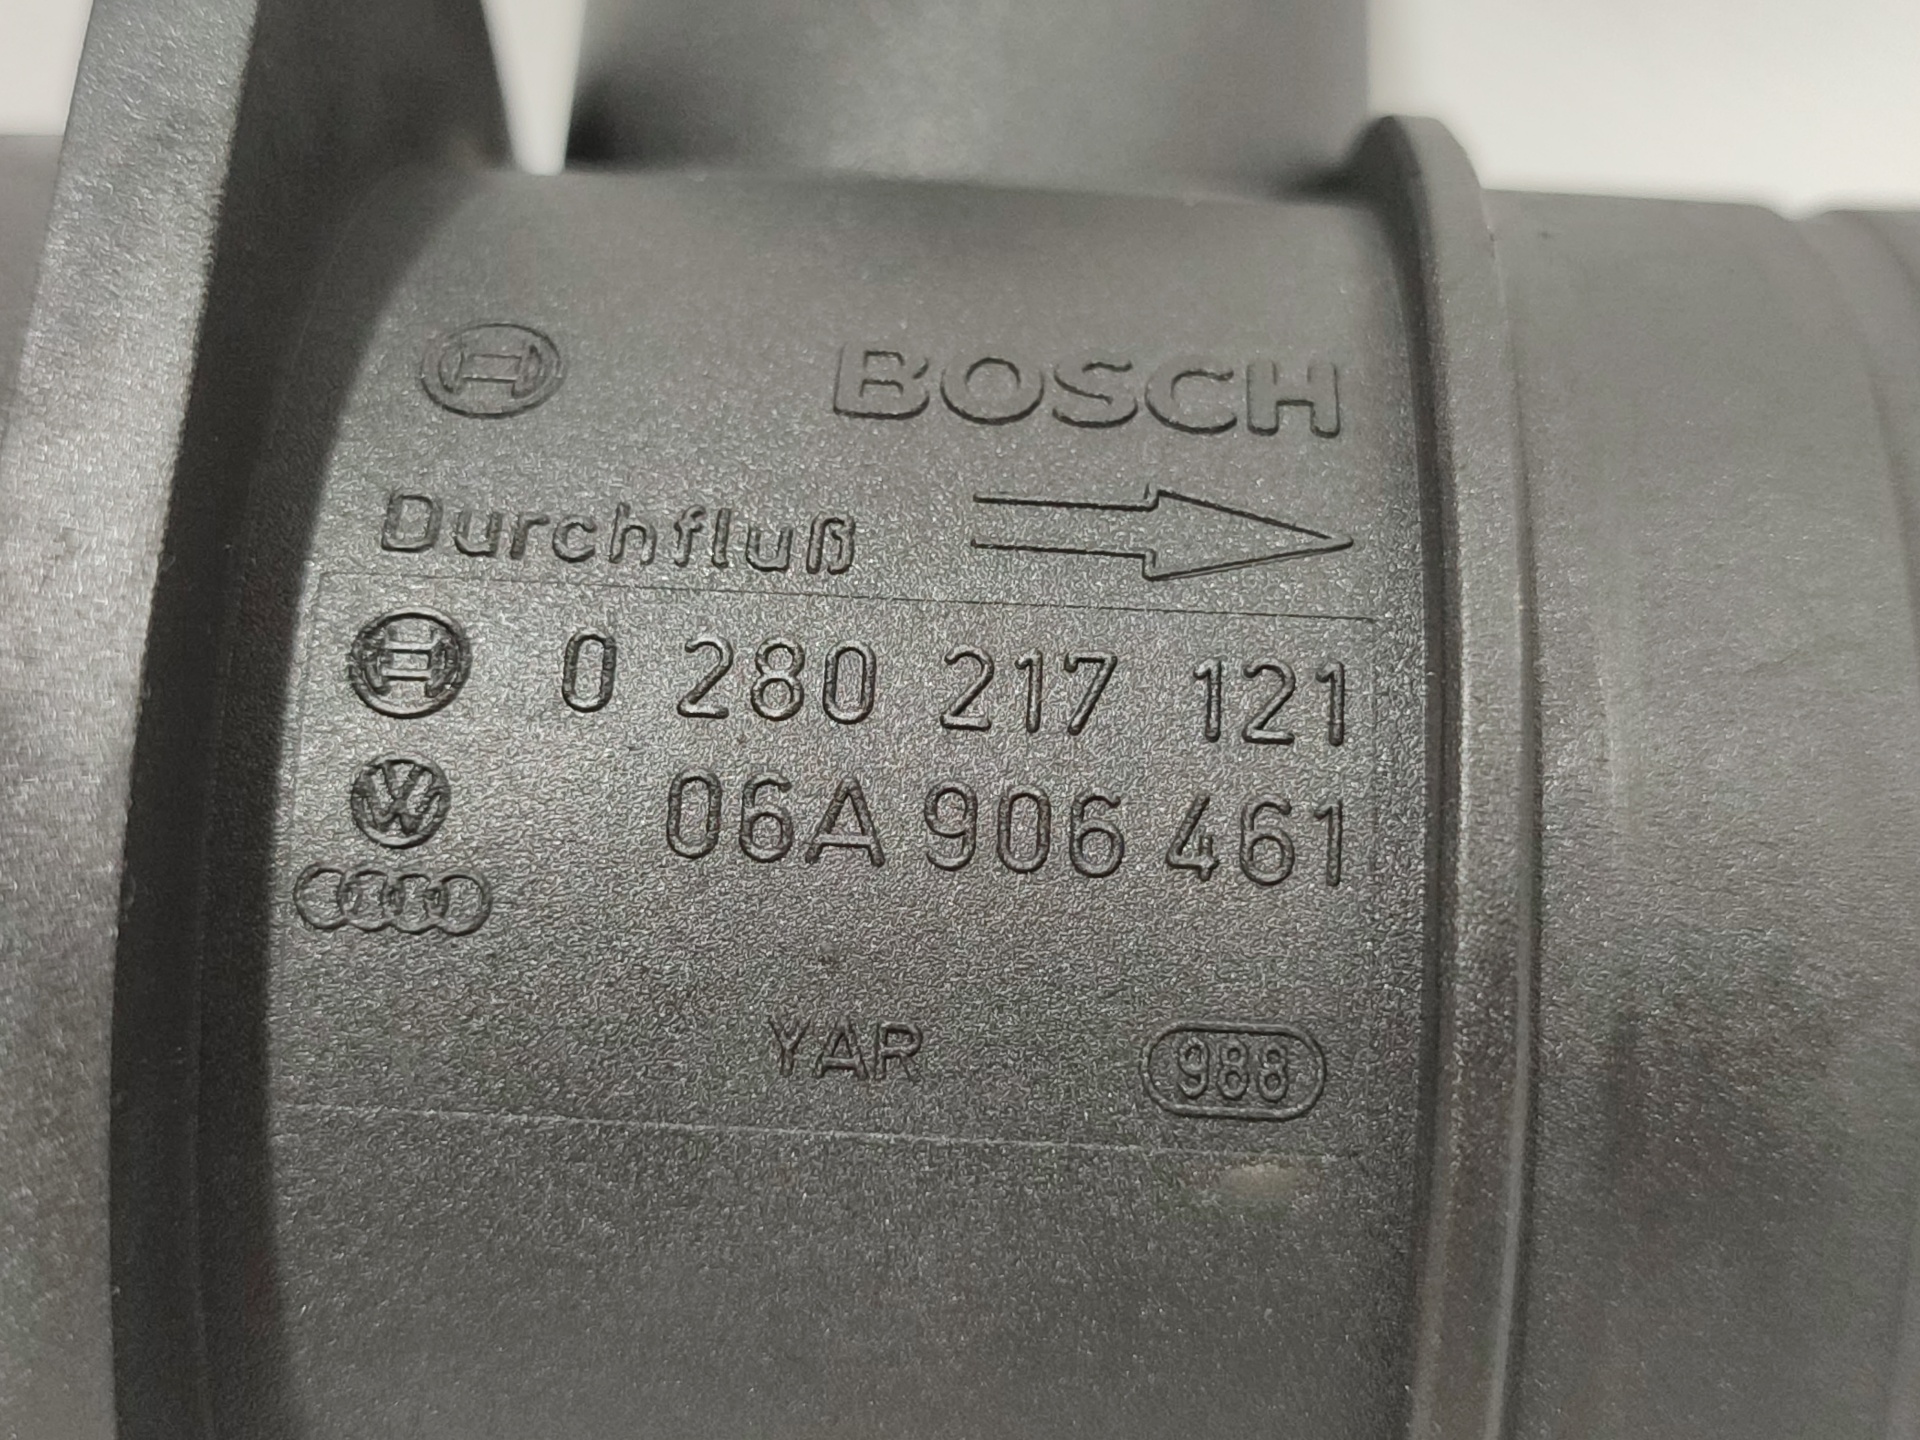 BOSCH
Durchfluß
0 280 217 121
06A 906 461
YAR 988